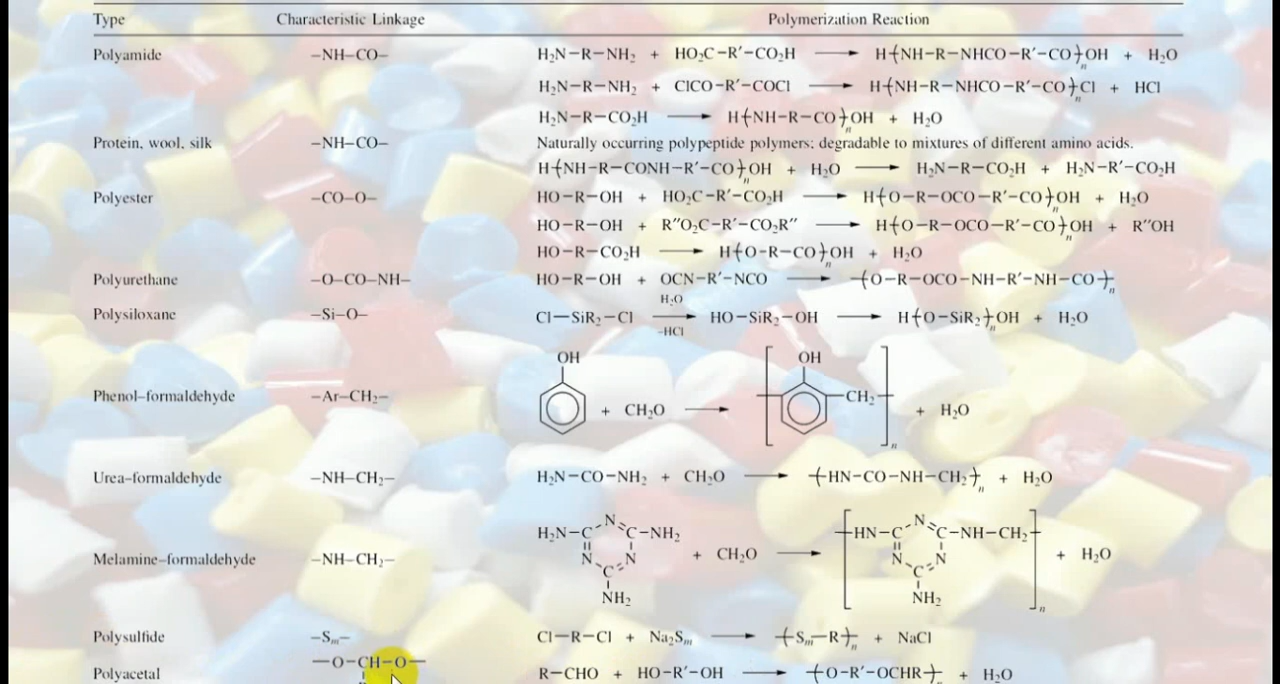 Type Characteristic Linkage Polymerization Reaction
Polyamide –NH–CO– H₂N–R–NH₂ + HO₂C–R′–CO₂H → H(NH–R–NHCO–R′–CO)ₙOH + H₂O
H₂N–R–NH₂ + ClCO–R′–COCl → H(NH–R–NHCO–R′–CO)ₙCl + HCl
H₂N–R–CO₂H → H(NH–R–CO)ₙOH + H₂O
Protein, wool, silk –NH–CO– Naturally occurring polypeptide polymers; degradable to mixtures of different amino acids.
H(NH–R–CONH–R′–CO)ₙOH + H₂O → H₂N–R–CO₂H + H₂N–R′–CO₂H
Polyester –CO–O– HO–R–OH + HO₂C–R′–CO₂H → H(O–R–OCO–R′–CO)ₙOH + H₂O
HO–R–OH + R″O₂C–R′–CO₂R″ → H(O–R–OCO–R′–CO)ₙOH + R″OH
HO–R–CO₂H → H(O–R–CO)ₙOH + H₂O
Polyurethane –O–CO–NH– HO–R–OH + OCN–R′–NCO → (O–R–OCO–NH–R′–NH–CO)ₙ
Polysiloxane –Si–O– Cl–SiR₂–Cl H₂O → –HCl HO–SiR₂–OH → H(O–SiR₂)ₙOH + H₂O
OH OH
Phenol–formaldehyde –Ar–CH₂– + CH₂O → [ CH₂ ]ₙ + H₂O
Urea–formaldehyde –NH–CH₂– H₂N–CO–NH₂ + CH₂O → (HN–CO–NH–CH₂)ₙ + H₂O
H₂N–C N C–NH₂ HN–C N C–NH–CH₂
Melamine–formaldehyde –NH–CH₂– N N + CH₂O → N N + H₂O
C C
NH₂ NH₂ n
Polysulfide –Sₘ– Cl–R–Cl + Na₂Sₘ → (Sₘ–R)ₙ + NaCl
Polyacetal –O–CH–O– R–CHO + HO–R′–OH → (O–R′–OCHR)ₙ + H₂O